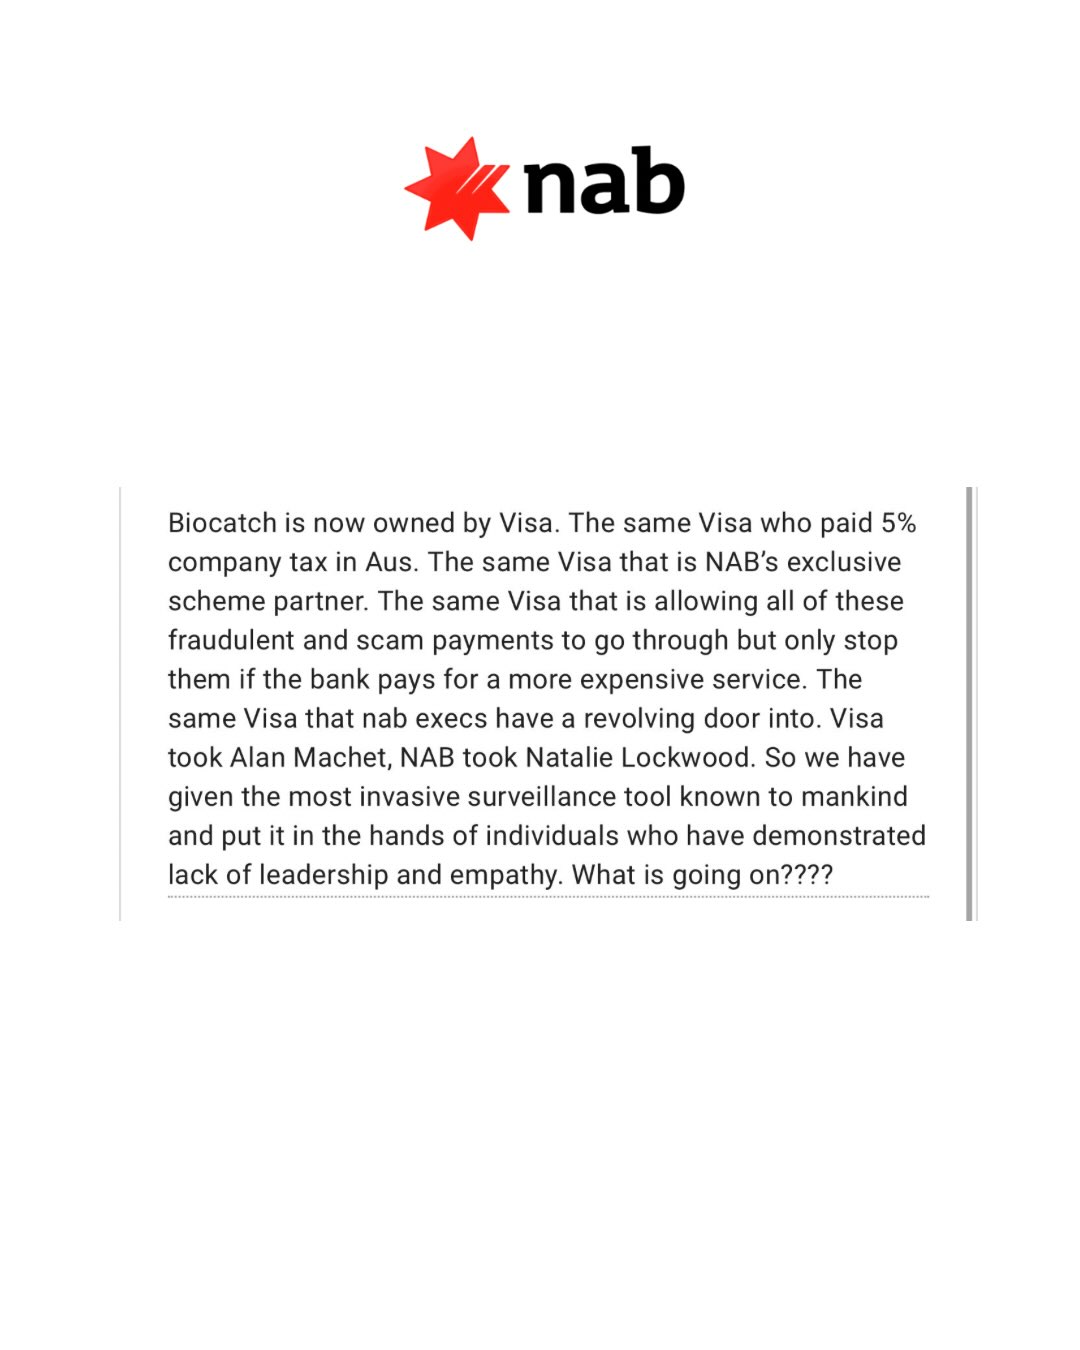 nab
Biocatch is now owned by Visa. The same Visa who paid 5%
company tax in Aus. The same Visa that is NAB’s exclusive
scheme partner. The same Visa that is allowing all of these
fraudulent and scam payments to go through but only stop
them if the bank pays for a more expensive service. The
same Visa that nab execs have a revolving door into. Visa
took Alan Machet, NAB took Natalie Lockwood. So we have
given the most invasive surveillance tool known to mankind
and put it in the hands of individuals who have demonstrated
lack of leadership and empathy. What is going on????